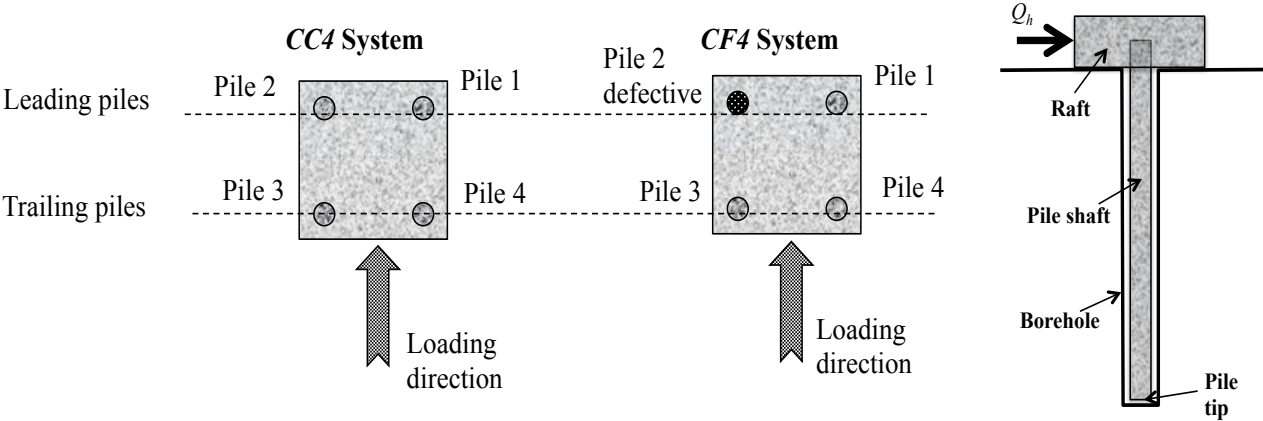 CC4 System
Pile 2
Pile 1
Leading piles
Pile 3
Pile 4
Trailing piles
Loading
direction
CF4 System
Pile 2
defective
Pile 1
Pile 3
Pile 4
Loading
direction
Qh
Raft
Pile shaft
Borehole
Pile
tip